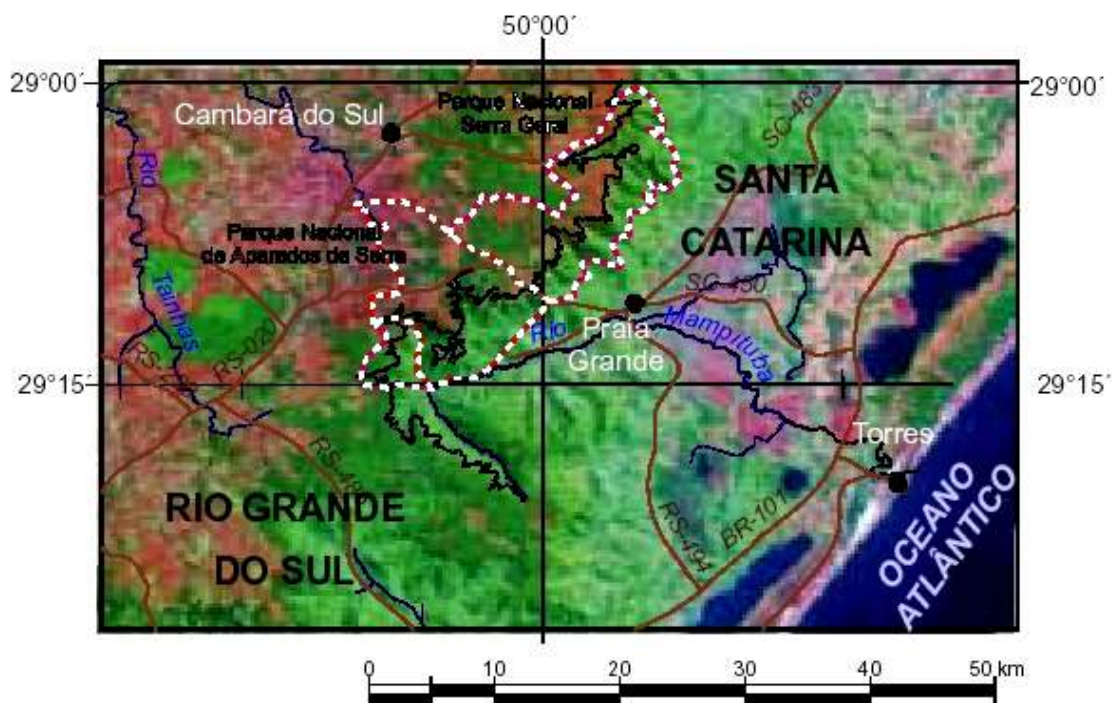 50°00´
29°00´
29°00´
Cambará do Sul
Parque Nacional
Serra Geral
SC-483
Rio
SANTA
CATARINA
Parque Nacional
de Aparados da Serra
Tainhas
SC-450
Rio
Praia
Grande
Mampituba
RS-020
29°15´
29°15´
Torres
RS-494
BR-101
RIO GRANDE
DO SUL
OCEANO
ATLÂNTICO
0
10
20
30
40
50 km